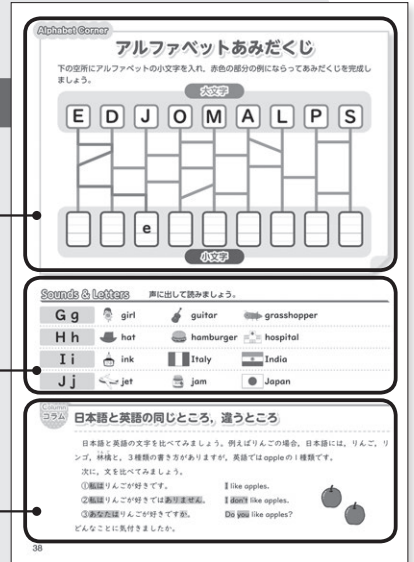 Alphabet Corner
アルファベットあみだくじ
下の空所にアルファベットの小文字を入れ，赤色の部分の例にならってあみだくじを完成し
ましょう。
大文字
E D J O M A L P S
e
小文字
Sounds & Letters 声に出して読みましょう。
G g girl guitar grasshopper
H h hat hamburger hospital
I i ink Italy India
J j jet jam Japan
Column
コラム 日本語と英語の同じところ，違うところ
日本語と英語の文字を比べてみましょう。例えばりんごの場合，日本語には，りんご，リ
ンゴ，林檎と，3種類の書き方がありますが，英語では apple の1種類です。
次に，文を比べてみましょう。
①私はりんごが好きです。 I like apples.
②私はりんごが好きではありません。 I don't like apples.
③あなたはりんごが好きですか。 Do you like apples?
どんなことに気付きましたか。
38